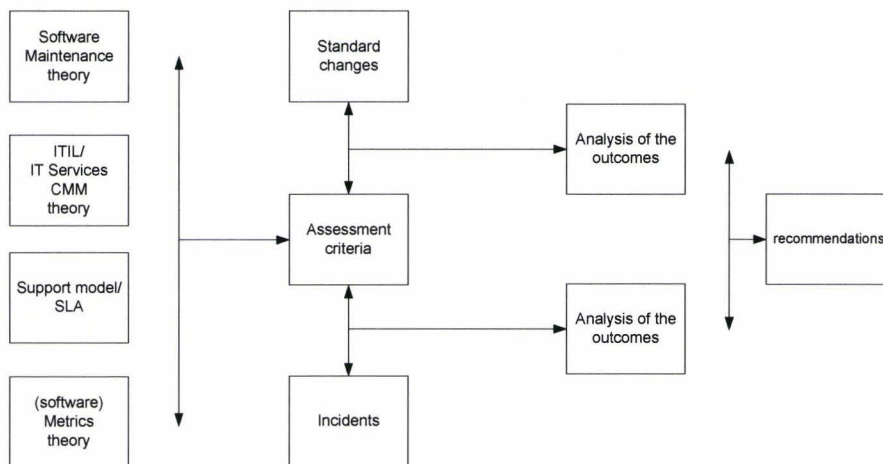 Software
Maintenance
theory
ITIL/
IT Services
CMM
theory
Support model/
SLA
(software)
Metrics
theory
Standard
changes
Assessment
criteria
Incidents
Analysis of the
outcomes
Analysis of the
outcomes
recommendations